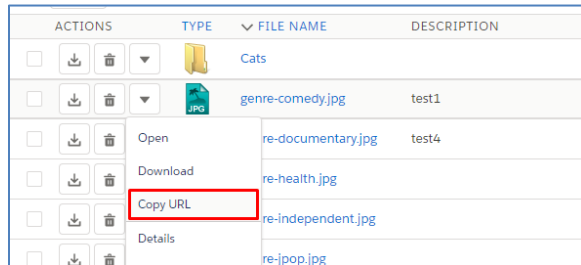 ACTIONS TYPE FILE NAME DESCRIPTION
Cats
JPG genre-comedy.jpg test1
Open re-documentary.jpg test4
Download re-health.jpg
Copy URL re-independent.jpg
Details re-jpop.jpg